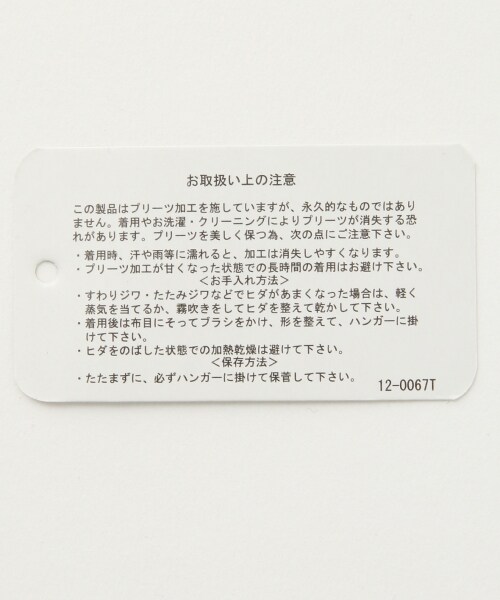 お取扱い上の注意
この製品はプリーツ加工を施していますが、永久的なものではあり
ません。着用やお洗濯・クリーニングによりプリーツが消失する恐
れがあります。プリーツを美しく保つ為、次の点にご注意下さい。
・着用時、汗や雨等に濡れると、加工は消失しやすくなります。
・プリーツ加工が甘くなった状態での長時間の着用はお避け下さい。
＜お手入れ方法＞
・すわりジワ・たたみジワなどでヒダがあまくなった場合は、軽く
蒸気を当てるか、霧吹きをしてヒダを整えて乾かして下さい。
・着用後は布目にそってブラシをかけ、形を整えて、ハンガーに掛
けて下さい。
・ヒダをのばした状態での加熱乾燥は避けて下さい。
＜保存方法＞
・たたまずに、必ずハンガーに掛けて保管して下さい。
12-0067T